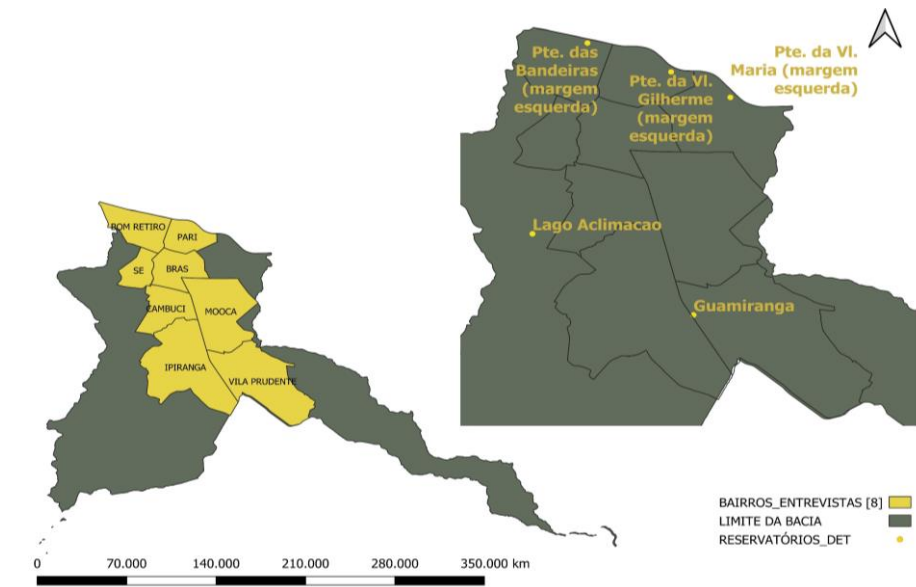 Pte. das
Bandeiras
(margem
esquerda)
Pte. da Vl.
Gilherme
(margem
esquerda)
Pte. da Vl.
Maria (margem
esquerda)
Lago Aclimacao
Guamiranga
BOM RETIRO
PARI
SE
BRAS
CAMBUCI
MOOCA
IPIRANGA
VILA PRUDENTE
BAIRROS_ENTREVISTAS [8]
LIMITE DA BACIA
RESERVATÓRIOS_DET
0 70.000 140.000 210.000 280.000 350.000 km